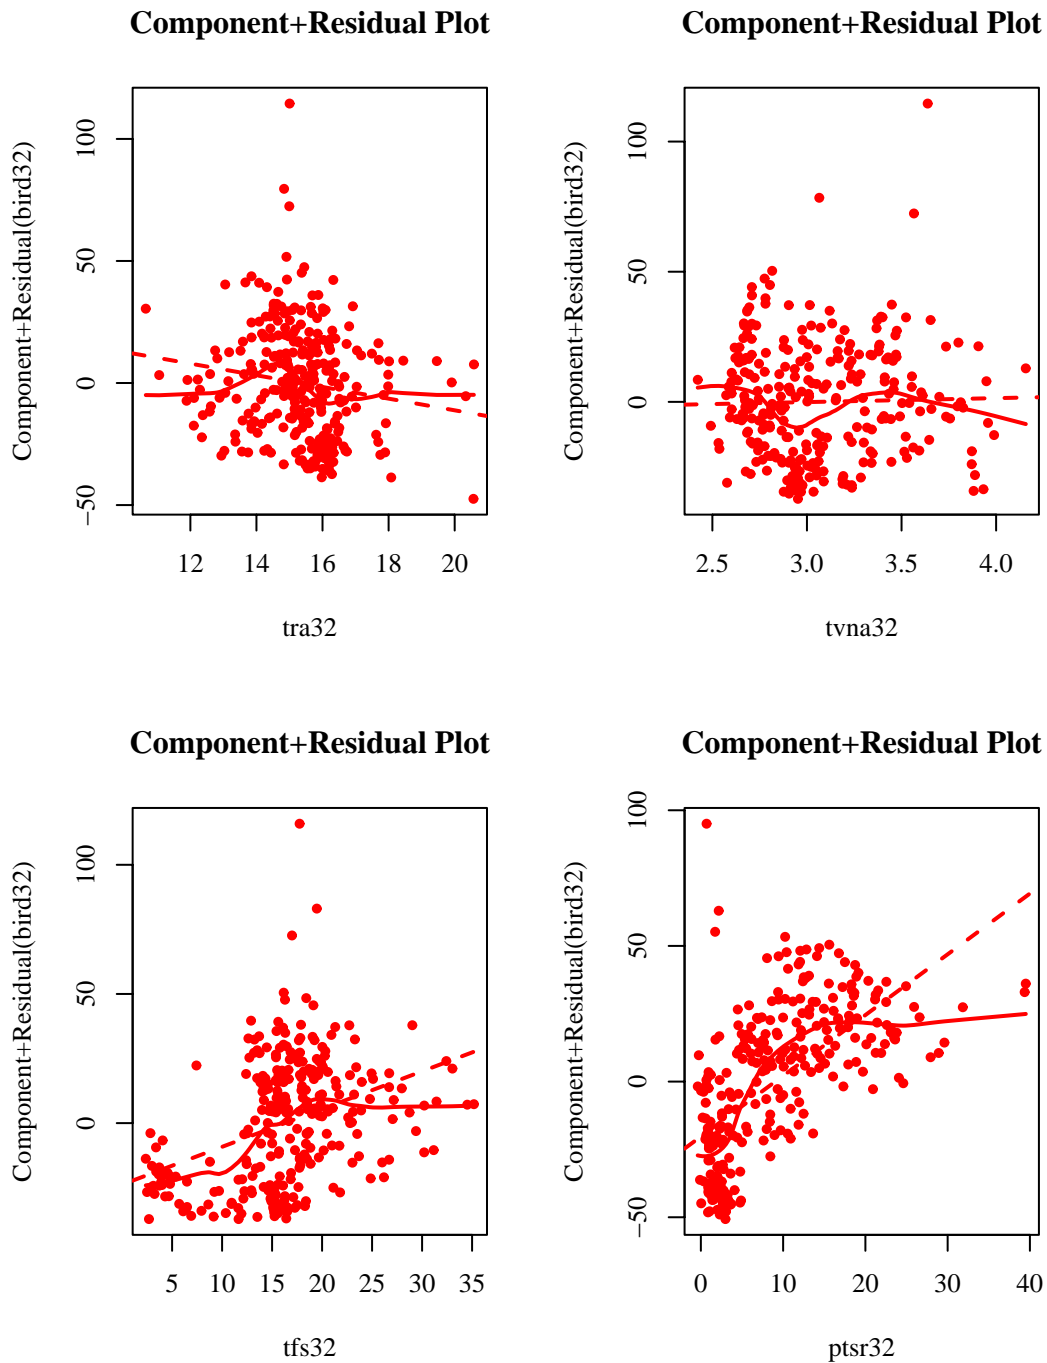 Component+Residual Plot
Component+Residual(bird32)
100
50
0
−50
12 14 16 18 20
tra32
Component+Residual Plot
Component+Residual(bird32)
100
50
0
2.5 3.0 3.5 4.0
tvna32
Component+Residual Plot
Component+Residual(bird32)
100
50
0
5 10 15 20 25 30 35
tfs32
Component+Residual Plot
Component+Residual(bird32)
100
50
0
−50
0 10 20 30 40
ptsr32